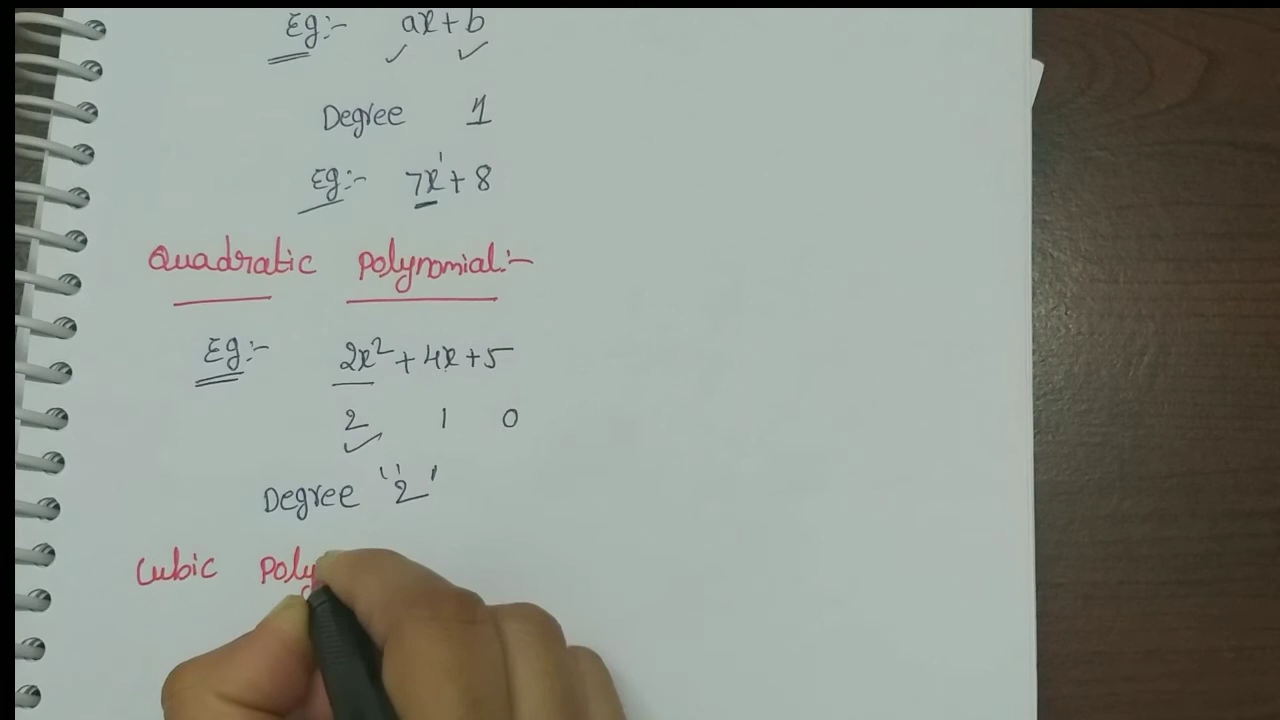 Eg:- ax+b
Degree 1
Eg:- 7x¹+8
Quadratic Polynomial:-
Eg:- 2x²+4x+5
2 1 0
Degree '2'
Cubic Poly